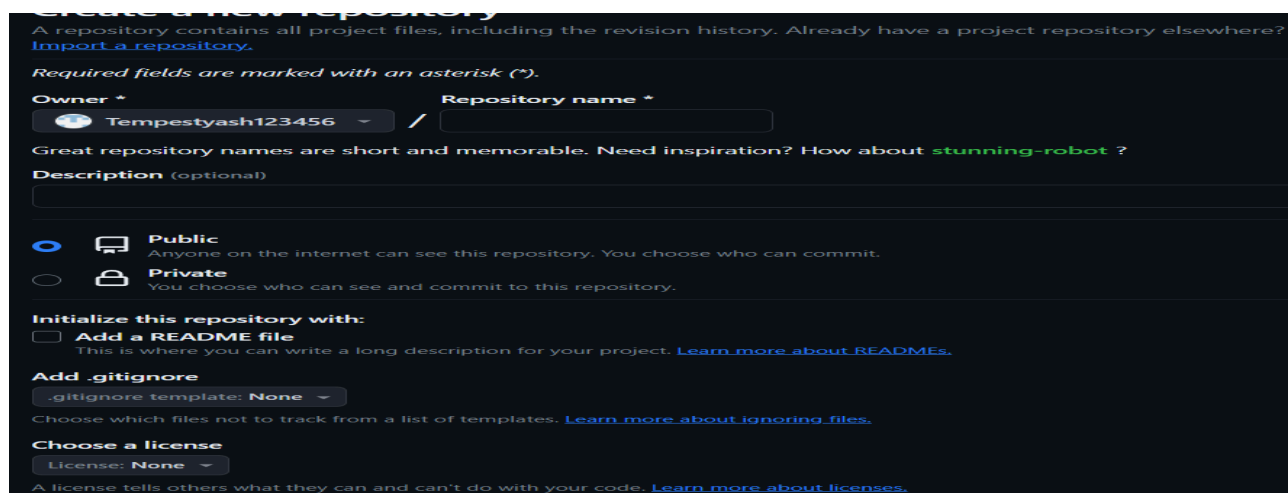 Create a new repository
A repository contains all project files, including the revision history. Already have a project repository elsewhere?
Import a repository.
Required fields are marked with an asterisk (*).
Owner * Repository name *
Tempestyash123456 /
Great repository names are short and memorable. Need inspiration? How about stunning-robot ?
Description (optional)
Public
Anyone on the internet can see this repository. You choose who can commit.
Private
You choose who can see and commit to this repository.
Initialize this repository with:
Add a README file
This is where you can write a long description for your project. Learn more about READMEs.
Add .gitignore
.gitignore template: None
Choose which files not to track from a list of templates. Learn more about ignoring files.
Choose a license
License: None
A license tells others what they can and can't do with your code. Learn more about licenses.